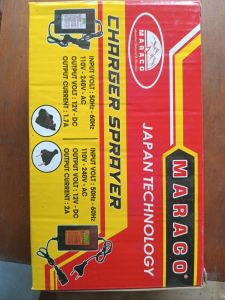 MARACO
MARACO
JAPAN TECHNOLOGY
CHARGER SPRAYER
INPUT VOLT : 50Hz - 60Hz
110V - 240V - AC
OUTPUT VOLT : 12V - DC
OUTPUT CURRENT : 1.7A
INPUT VOLT : 50Hz - 60Hz
110V - 240V - AC
OUTPUT VOLT : 12V - DC
OUTPUT CURRENT : 2A